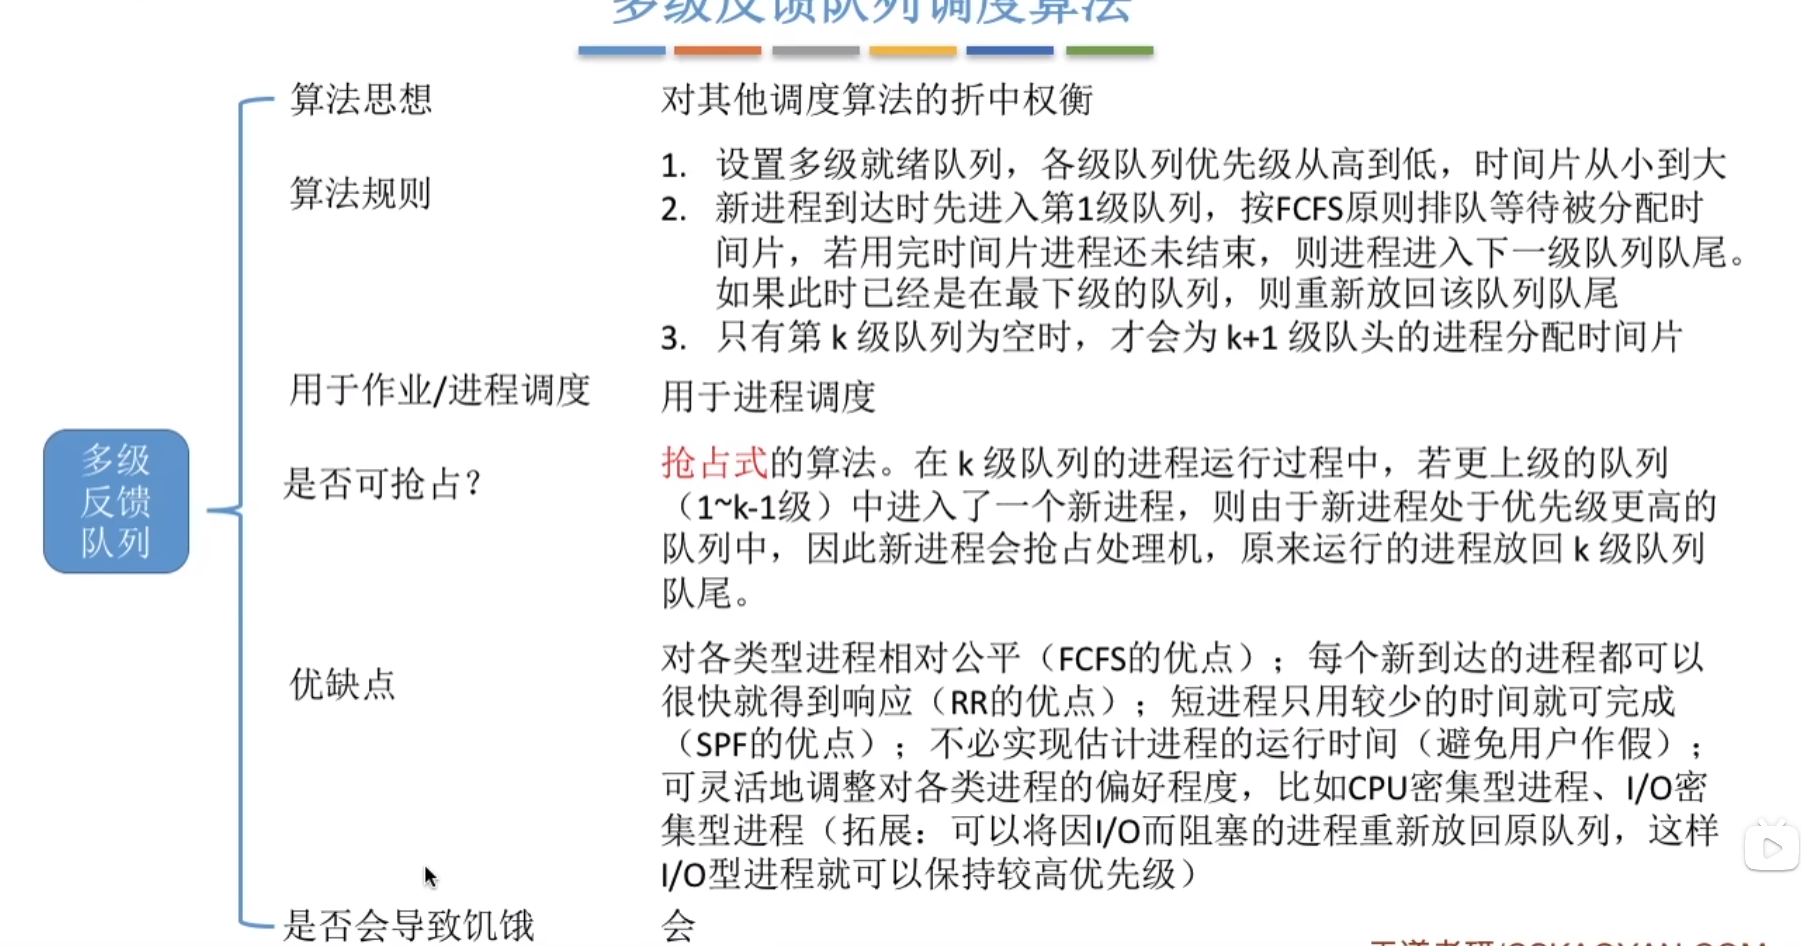 多级反馈队列调度算法
算法思想
对其他调度算法的折中权衡
算法规则
1. 设置多级就绪队列，各级队列优先级从高到低，时间片从小到大
2. 新进程到达时先进入第1级队列，按FCFS原则排队等待被分配时
间片，若用完时间片进程还未结束，则进程进入下一级队列队尾。
如果此时已经是在最下级的队列，则重新放回该队列队尾
3. 只有第 k 级队列为空时，才会为 k+1 级队头的进程分配时间片
用于作业/进程调度
用于进程调度
多级
反馈
队列
是否可抢占？
抢占式的算法。在 k 级队列的进程运行过程中，若更上级的队列
（1~k-1级）中进入了一个新进程，则由于新进程处于优先级更高的
队列中，因此新进程会抢占处理机，原来运行的进程放回 k 级队列
队尾。
优缺点
对各类型进程相对公平（FCFS的优点）；每个新到达的进程都可以
很快就得到响应（RR的优点）；短进程只用较少的时间就可完成
（SPF的优点）；不必实现估计进程的运行时间（避免用户作假）；
可灵活地调整对各类进程的偏好程度，比如CPU密集型进程、I/O密
集型进程（拓展：可以将因I/O而阻塞的进程重新放回原队列，这样
I/O型进程就可以保持较高优先级）
是否会导致饥饿
会